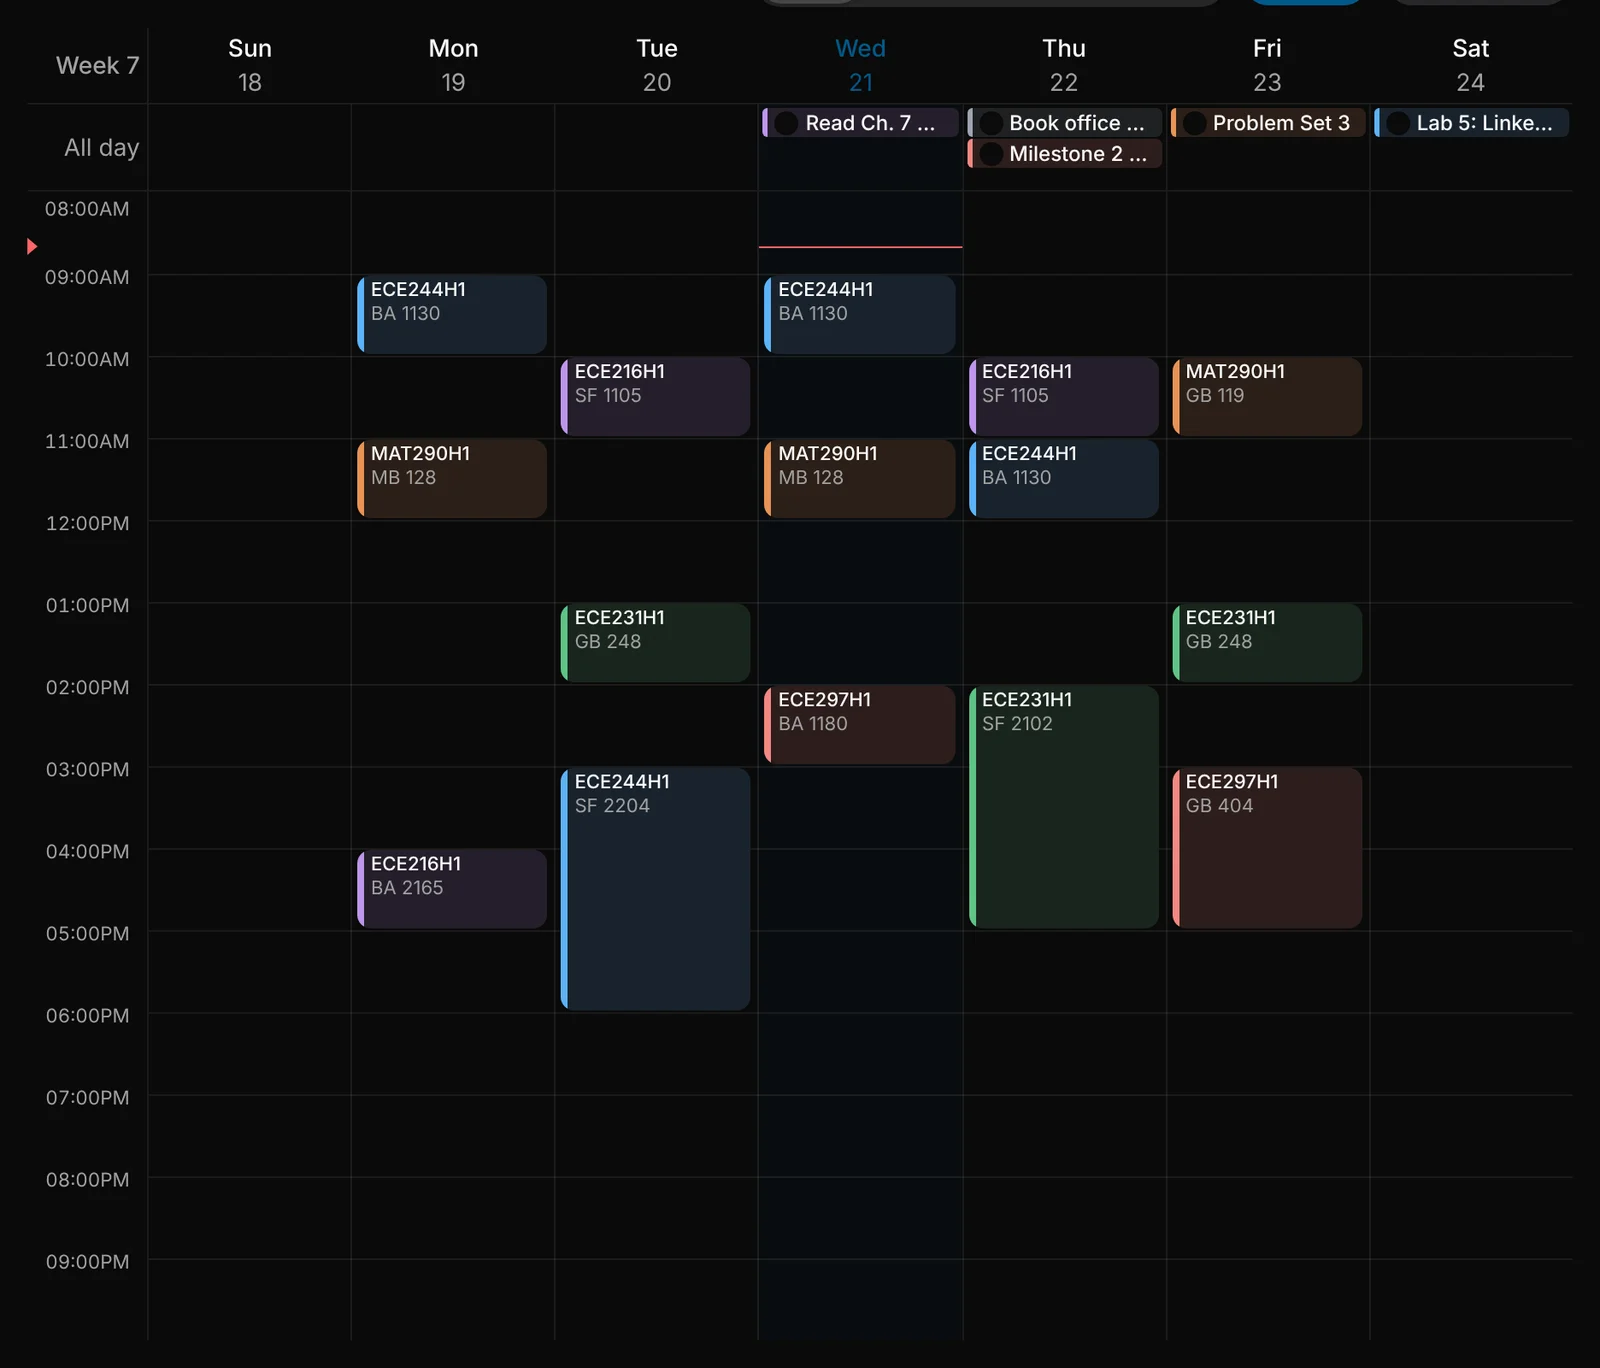 Week 7
Sun
18
Mon
19
Tue
20
Wed
21
Thu
22
Fri
23
Sat
24
All day
Read Ch. 7 ...
Book office ...
Milestone 2 ...
Problem Set 3
Lab 5: Linke...
08:00AM
09:00AM
ECE244H1
BA 1130
ECE244H1
BA 1130
10:00AM
ECE216H1
SF 1105
ECE216H1
SF 1105
MAT290H1
GB 119
11:00AM
MAT290H1
MB 128
MAT290H1
MB 128
ECE244H1
BA 1130
12:00PM
01:00PM
ECE231H1
GB 248
ECE231H1
GB 248
02:00PM
ECE297H1
BA 1180
ECE231H1
SF 2102
03:00PM
ECE244H1
SF 2204
ECE297H1
GB 404
04:00PM
ECE216H1
BA 2165
05:00PM
06:00PM
07:00PM
08:00PM
09:00PM